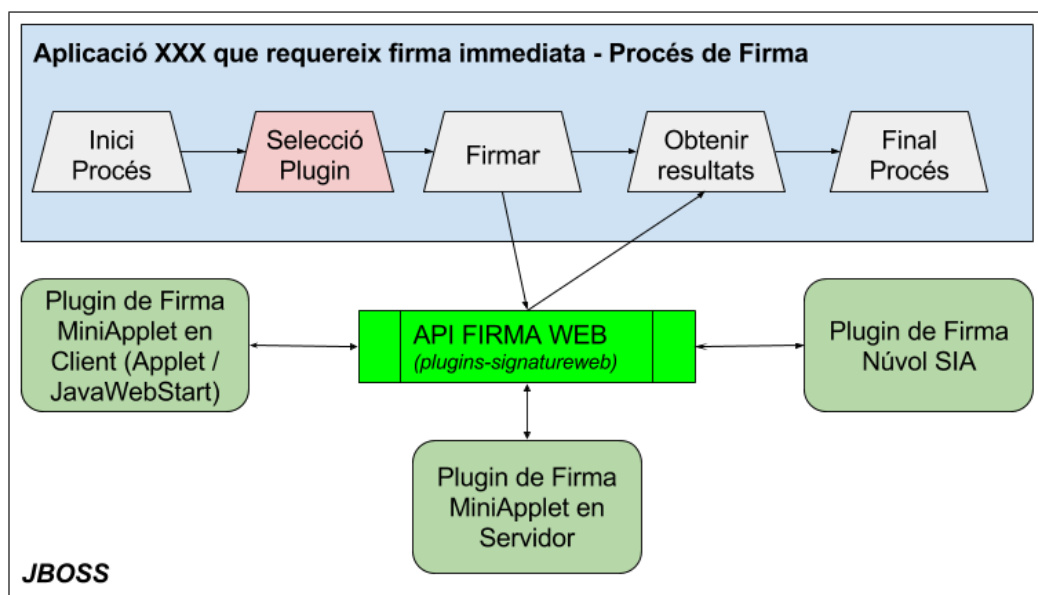 Aplicació XXX que requereix firma immediata - Procés de Firma
Inici
Procés
Selecció
Plugin
Firmar
Obtenir
resultats
Final
Procés
Plugin de Firma
MiniApplet en
Client (Applet /
JavaWebStart)
API FIRMA WEB
(plugins-signatureweb)
Plugin de Firma
Núvol SIA
Plugin de Firma
MiniApplet en
Servidor
JBOSS